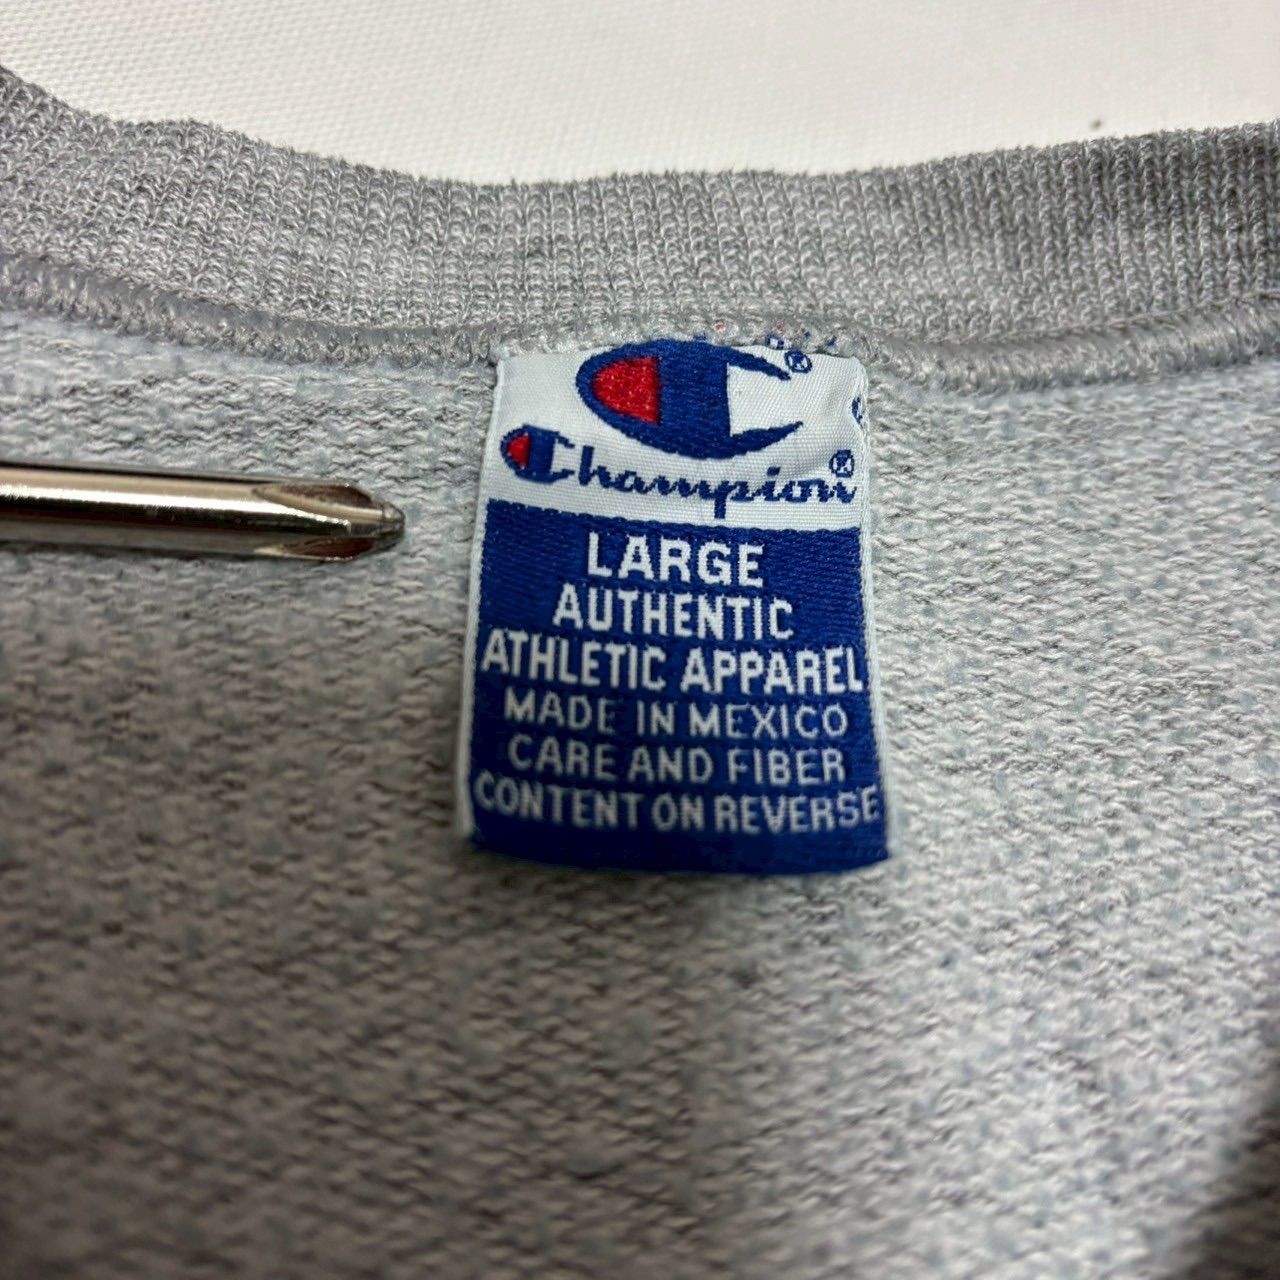 ®
Champion®
LARGE
AUTHENTIC
ATHLETIC APPAREL
MADE IN MEXICO
CARE AND FIBER
CONTENT ON REVERSE